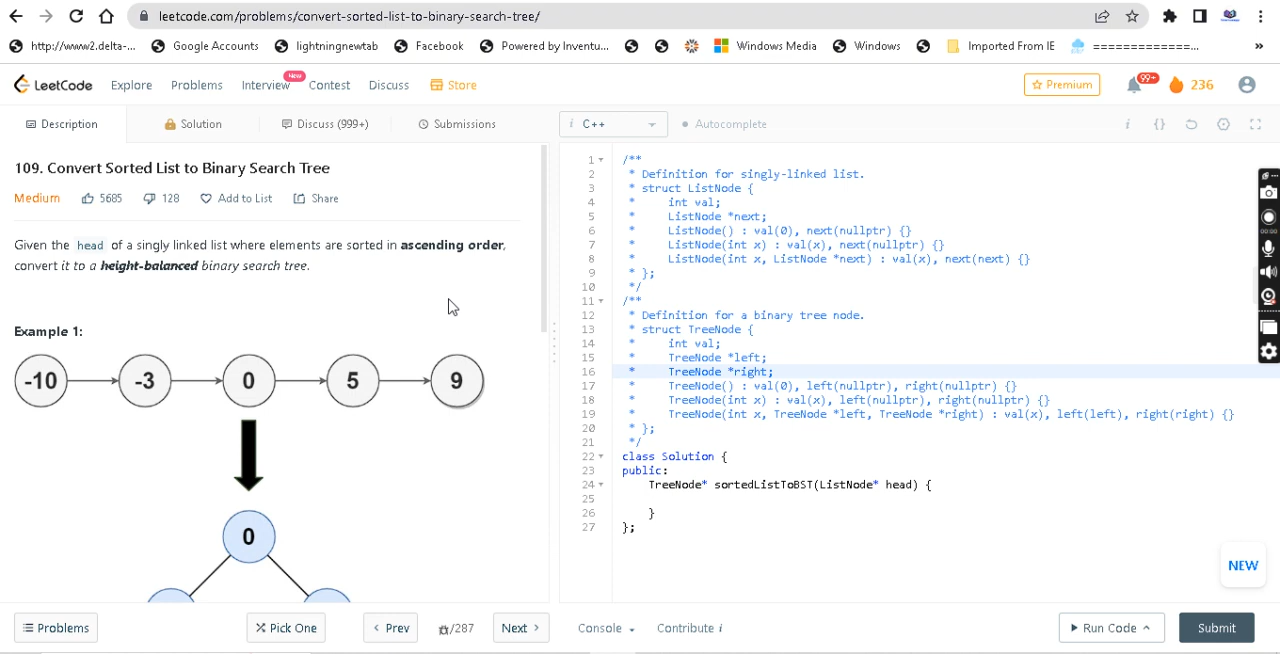 leetcode.com/problems/convert-sorted-list-to-binary-search-tree/
http://www2.delta-... Google Accounts lightningnewtab Facebook Powered by Inventu... Windows Media Windows Imported From IE =============... »
LeetCode Explore Problems Interview New Contest Discuss Store Premium 99+ 236
Description Solution Discuss (999+) Submissions i C++ Autocomplete i {}
109. Convert Sorted List to Binary Search Tree
Medium 5685 128 Add to List Share
Given the head of a singly linked list where elements are sorted in ascending order,
convert it to a height-balanced binary search tree.
Example 1:
-10 -3 0 5 9
0
1 /**
2 * Definition for singly-linked list.
3 * struct ListNode {
4 * int val;
5 * ListNode *next;
6 * ListNode() : val(0), next(nullptr) {}
7 * ListNode(int x) : val(x), next(nullptr) {}
8 * ListNode(int x, ListNode *next) : val(x), next(next) {}
9 * };
10 */
11 /**
12 * Definition for a binary tree node.
13 * struct TreeNode {
14 * int val;
15 * TreeNode *left;
16 * TreeNode *right;
17 * TreeNode() : val(0), left(nullptr), right(nullptr) {}
18 * TreeNode(int x) : val(x), left(nullptr), right(nullptr) {}
19 * TreeNode(int x, TreeNode *left, TreeNode *right) : val(x), left(left), right(right) {}
20 * };
21 */
22 class Solution {
23 public:
24 TreeNode* sortedListToBST(ListNode* head) {
25
26 }
27 };
00:00
NEW
Problems Pick One < Prev /287 Next > Console Contribute i Run Code Submit